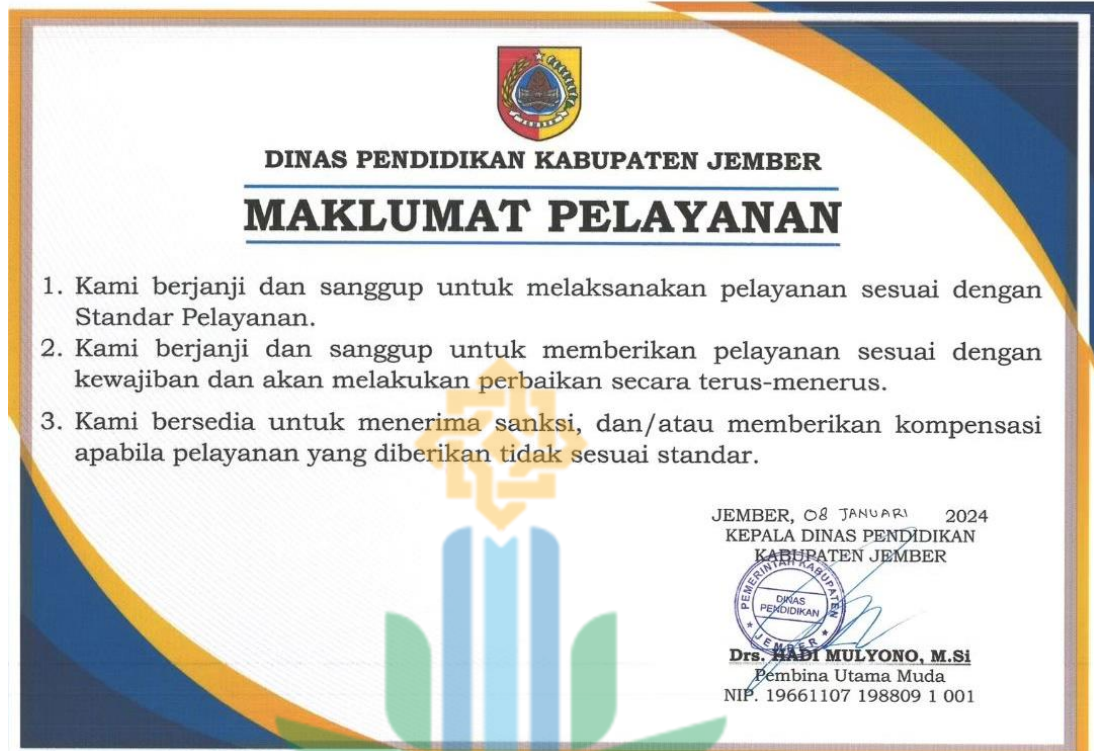 JEMBER
DINAS PENDIDIKAN KABUPATEN JEMBER
MAKLUMAT PELAYANAN
1. Kami berjanji dan sanggup untuk melaksanakan pelayanan sesuai dengan
Standar Pelayanan.
2. Kami berjanji dan sanggup untuk memberikan pelayanan sesuai dengan
kewajiban dan akan melakukan perbaikan secara terus-menerus.
3. Kami bersedia untuk menerima sanksi, dan/atau memberikan kompensasi
apabila pelayanan yang diberikan tidak sesuai standar.
JEMBER, 08 JANUARI 2024
KEPALA DINAS PENDIDIKAN
KABUPATEN JEMBER
PEMERINTAH KABUPATEN
DINAS
PENDIDIKAN
JEMBER
Drs. HADI MULYONO, M.Si
Pembina Utama Muda
NIP. 19661107 198809 1 001